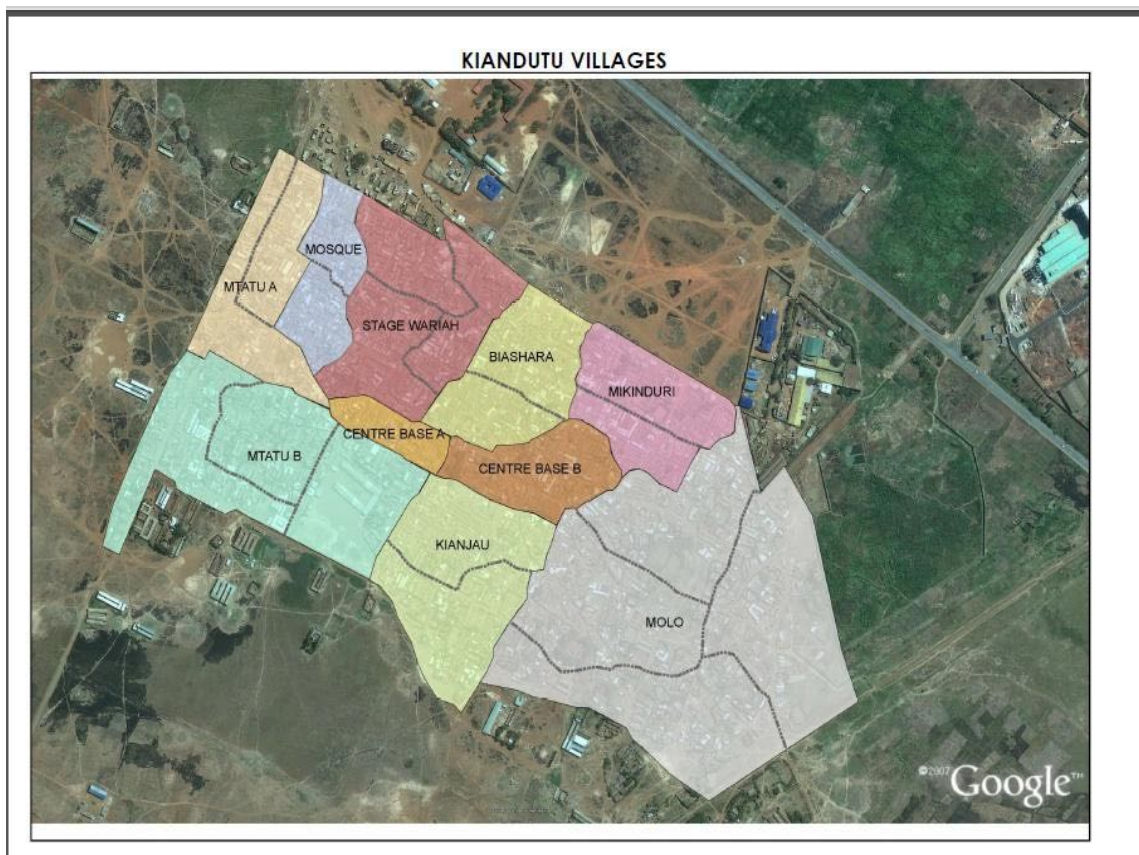 KIANDUTU VILLAGES
MOSQUE
MTATU A
STAGE WARIAH
BIASHARA
MIKINDURI
CENTRE BASE A
MTATU B
CENTRE BASE B
KIANJAU
MOLO
©2007 Google™